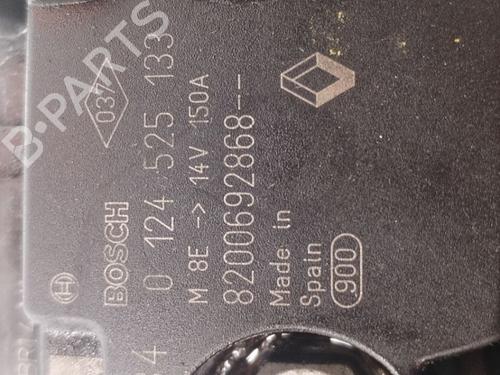 037
BOSCH
0 124 525 133
M 8E -> 14V 150A
8200692868--
Made in
Spain
900
B-PARTS